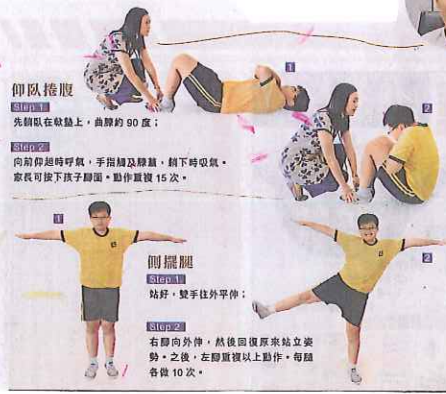 仰臥捲腹
Step 1
先躺臥在軟墊上，曲膝約 90 度；
Step 2
向前仰起時呼氣，手指觸及膝蓋，躺下時吸氣。
家長可按下孩子腳面。動作重複 15 次。
1
2
側擺腿
Step 1
站好，雙手往外平伸；
Step 2
右腳向外伸，然後回復原來站立姿
勢。之後，左腳重複以上動作。每腿
各做 10 次。
1
2